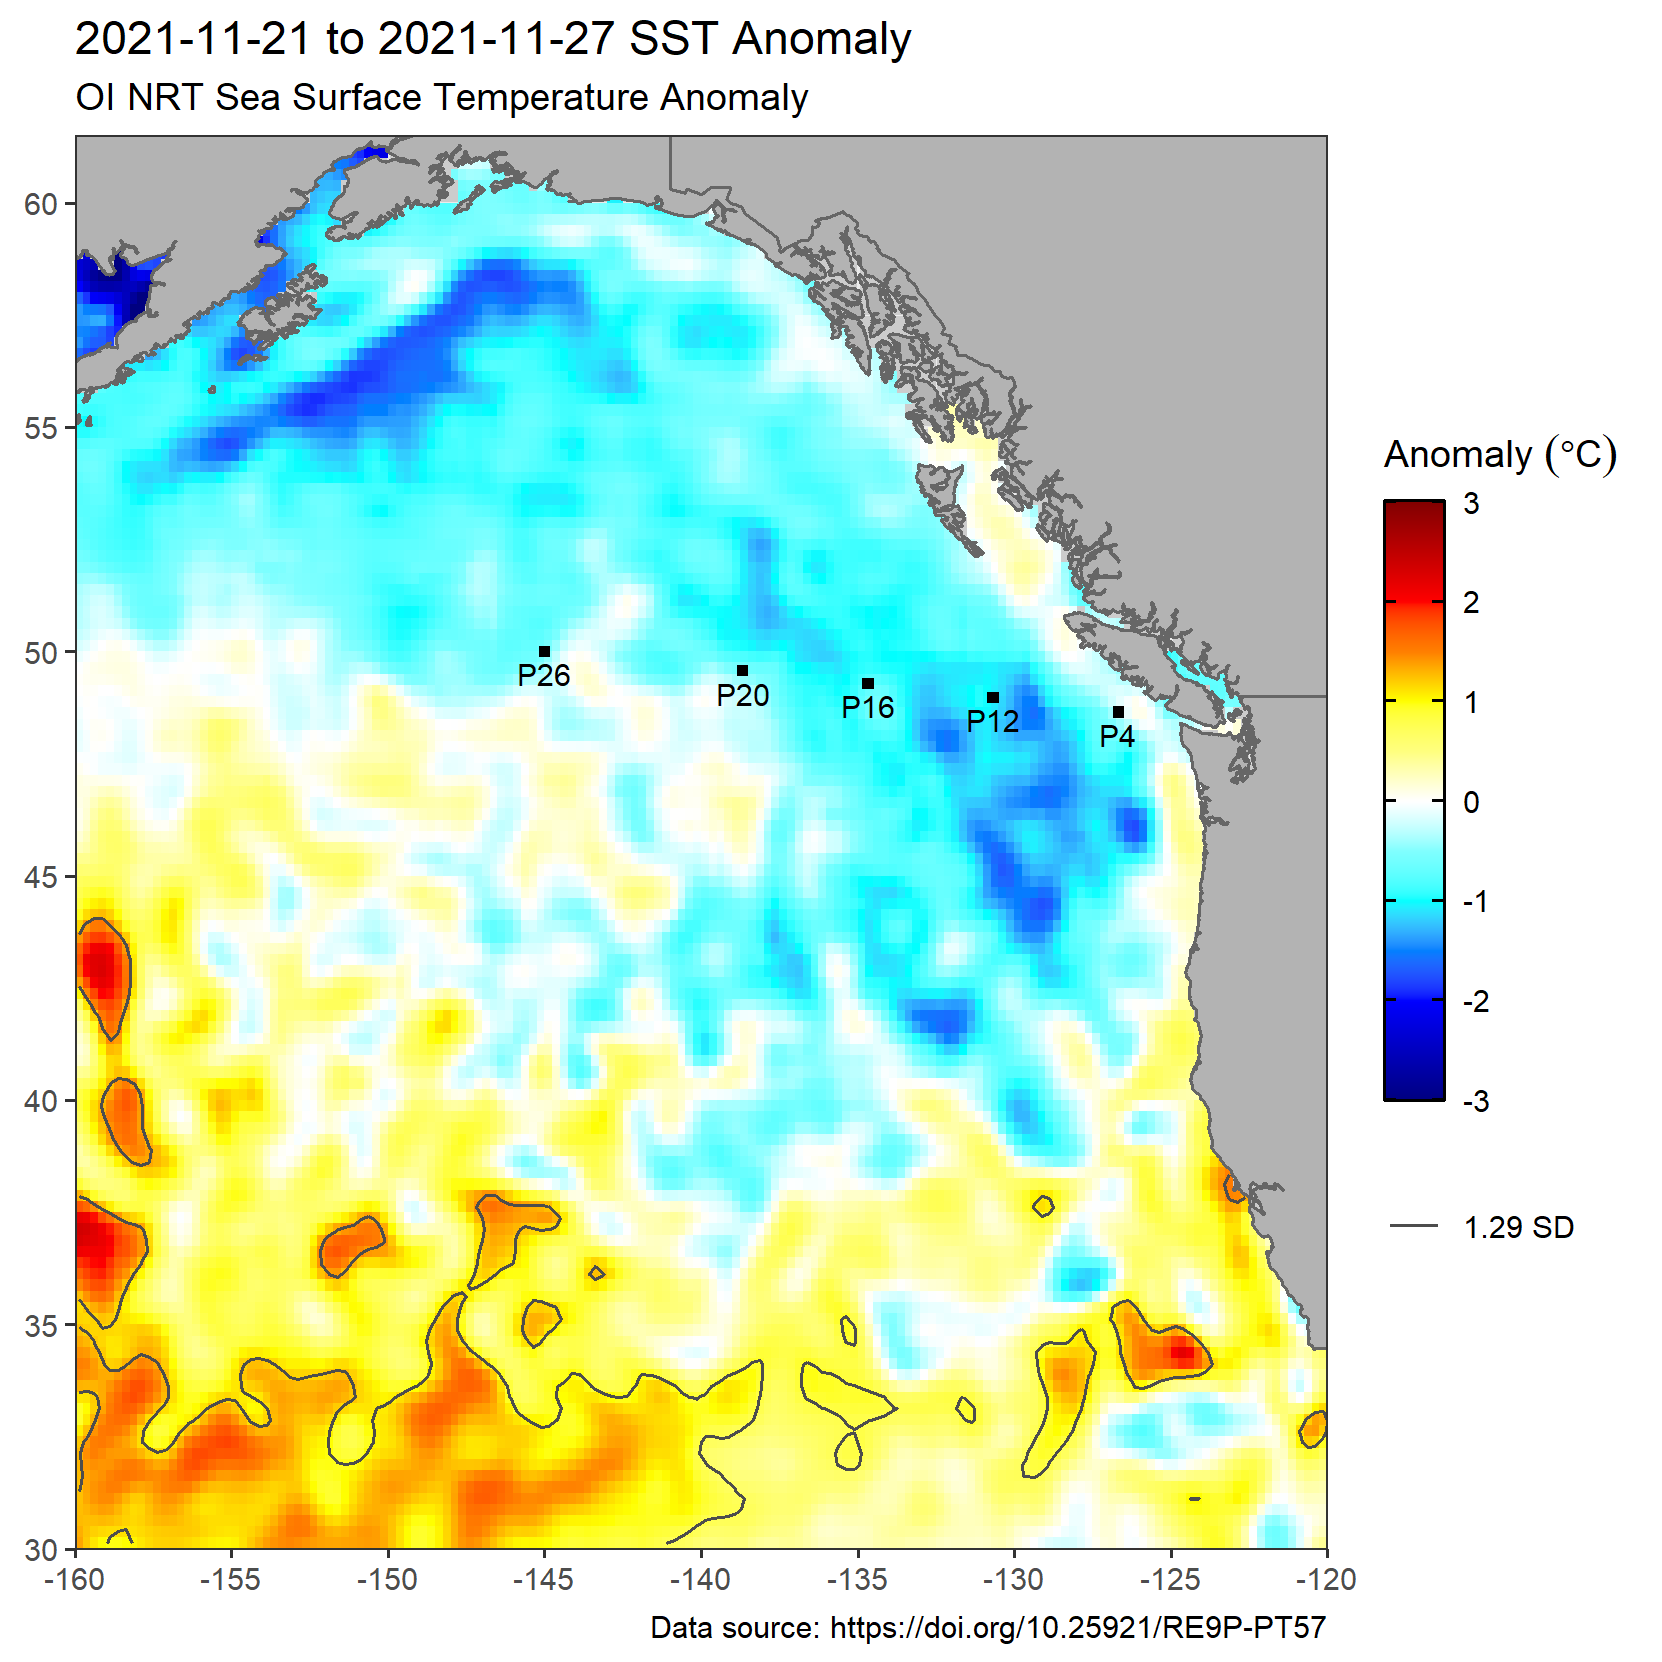 2021-11-21 to 2021-11-27 SST Anomaly
OI NRT Sea Surface Temperature Anomaly
60
55
50
45
40
35
30
-160
-155
-150
-145
-140
-135
-130
-125
-120
P26
P20
P16
P12
P4
Anomaly (°C)
3
2
1
0
-1
-2
-3
1.29 SD
Data source: https://doi.org/10.25921/RE9P-PT57